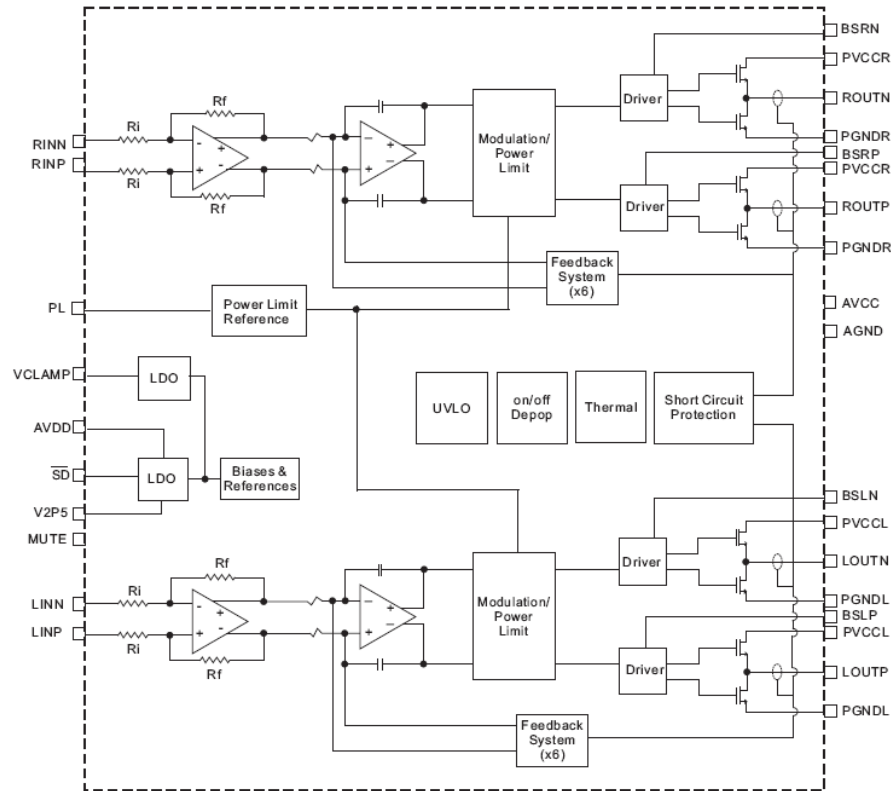 BSRN
PVCCR
Rf
Driver
ROUTN
Ri
RINN
Modulation/
Power
Limit
PGNDR
RINP
BSRP
PVCCR
Ri
Rf
Driver
ROUTP
PGNDR
Feedback
System
(x6)
PL
Power Limit
Reference
AVCC
AGND
VCLAMP
LDO
UVLO
on/off
Depop
Thermal
Short Circuit
Protection
AVDD
SD
LDO
Biases &
References
V2P5
BSLN
MUTE
PVCCL
Rf
Driver
LOUTN
Ri
LINN
Modulation/
Power
Limit
PGNDL
BSLP
LINP
PVCCL
Ri
Rf
Driver
LOUTP
PGNDL
Feedback
System
(x6)